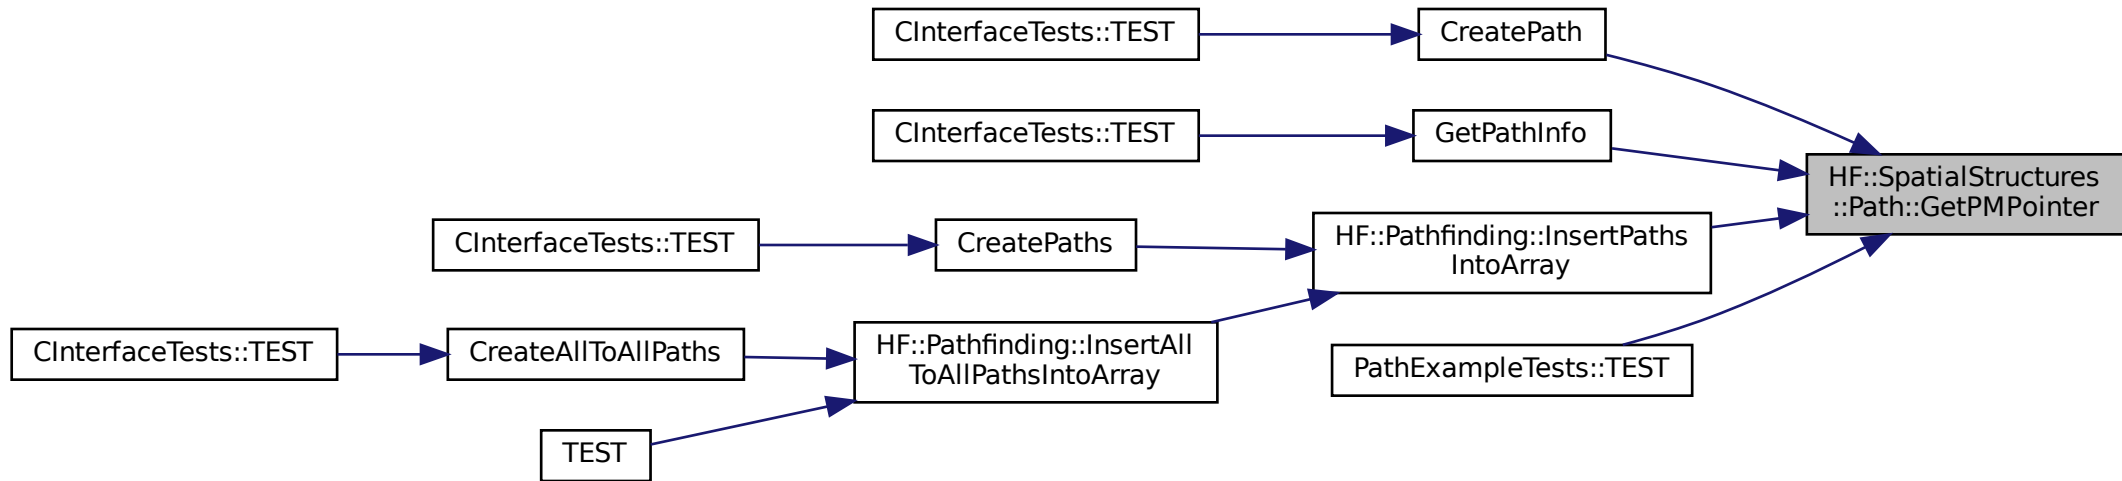 CInterfaceTests::TEST
CreatePath
CInterfaceTests::TEST
GetPathInfo
HF::SpatialStructures
::Path::GetPMPointer
CInterfaceTests::TEST
CreatePaths
HF::Pathfinding::InsertPaths
IntoArray
CInterfaceTests::TEST
CreateAllToAllPaths
HF::Pathfinding::InsertAll
ToAllPathsIntoArray
PathExampleTests::TEST
TEST